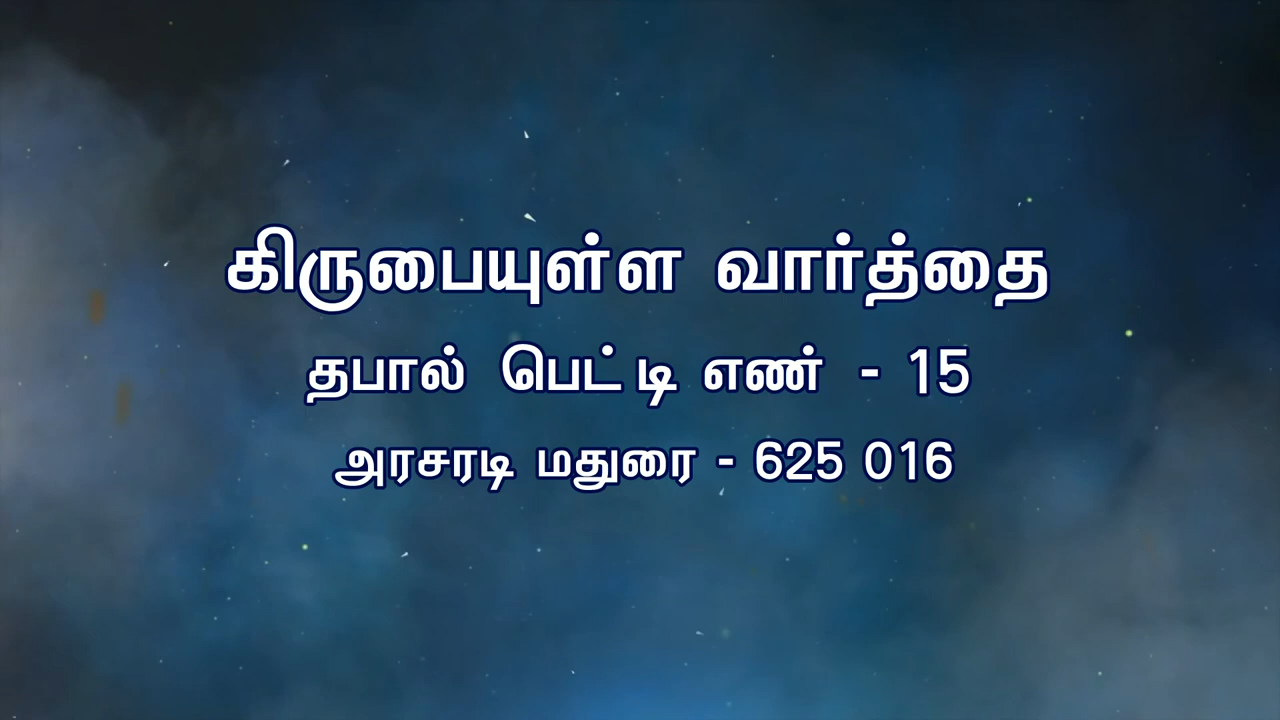 கிருபையுள்ள வார்த்தை
தபால் பெட்டி எண் - 15
அரசரடி மதுரை - 625 016